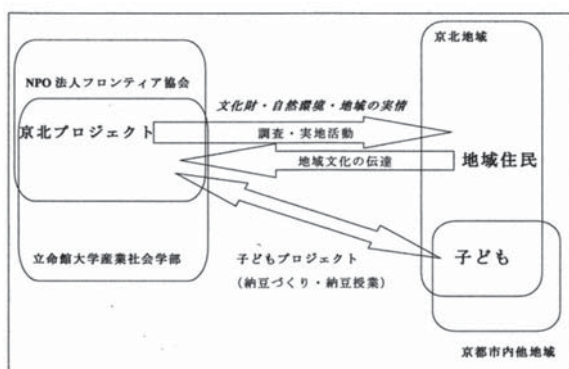 京北地域
NPO法人フロンティア協会
文化財・自然環境・地域の実情
京北プロジェクト
調査・実地活動
地域文化の伝達
地域住民
立命館大学産業社会学部
子どもプロジェクト
(納豆づくり・納豆授業)
子ども
京都市内他地域